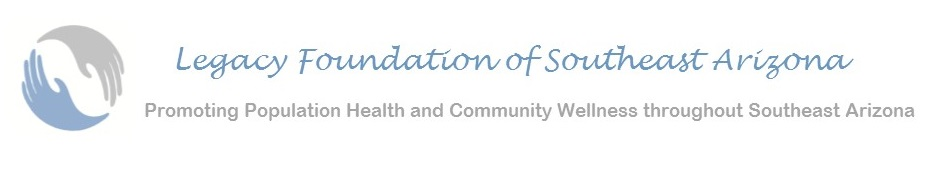 Legacy Foundation of Southeast Arizona
Promoting Population Health and Community Wellness throughout Southeast Arizona